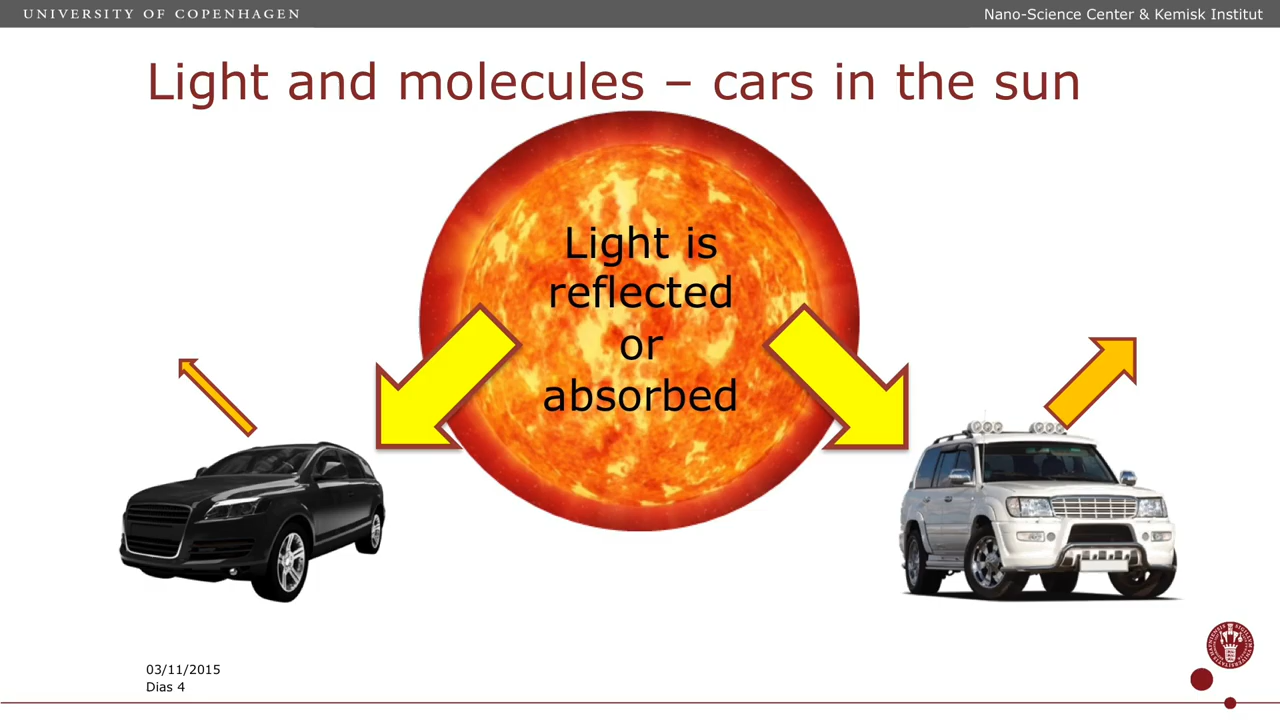 UNIVERSITY OF COPENHAGEN
Nano-Science Center & Kemisk Institut
Light and molecules – cars in the sun
Light is
reflected
or
absorbed
03/11/2015
Dias 4